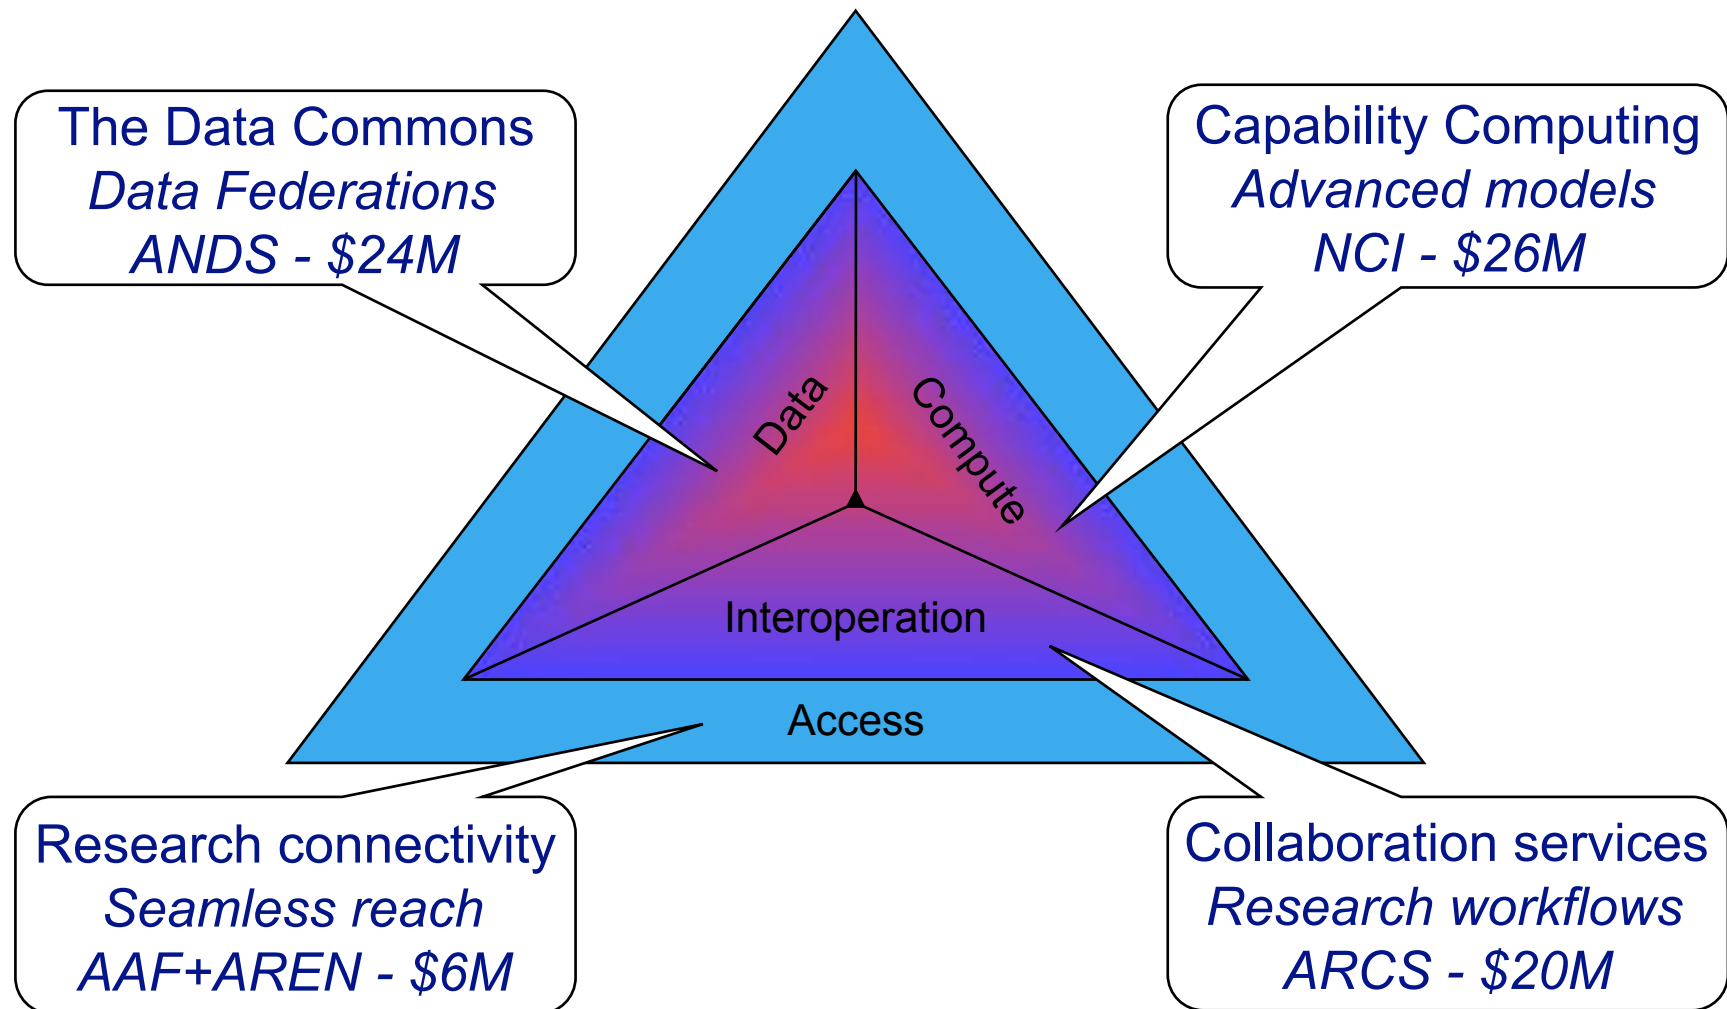 The Data Commons
Data Federations
ANDS - $24M
Capability Computing
Advanced models
NCI - $26M
Data
Compute
Interoperation
Access
Research connectivity
Seamless reach
AAF+AREN - $6M
Collaboration services
Research workflows
ARCS - $20M